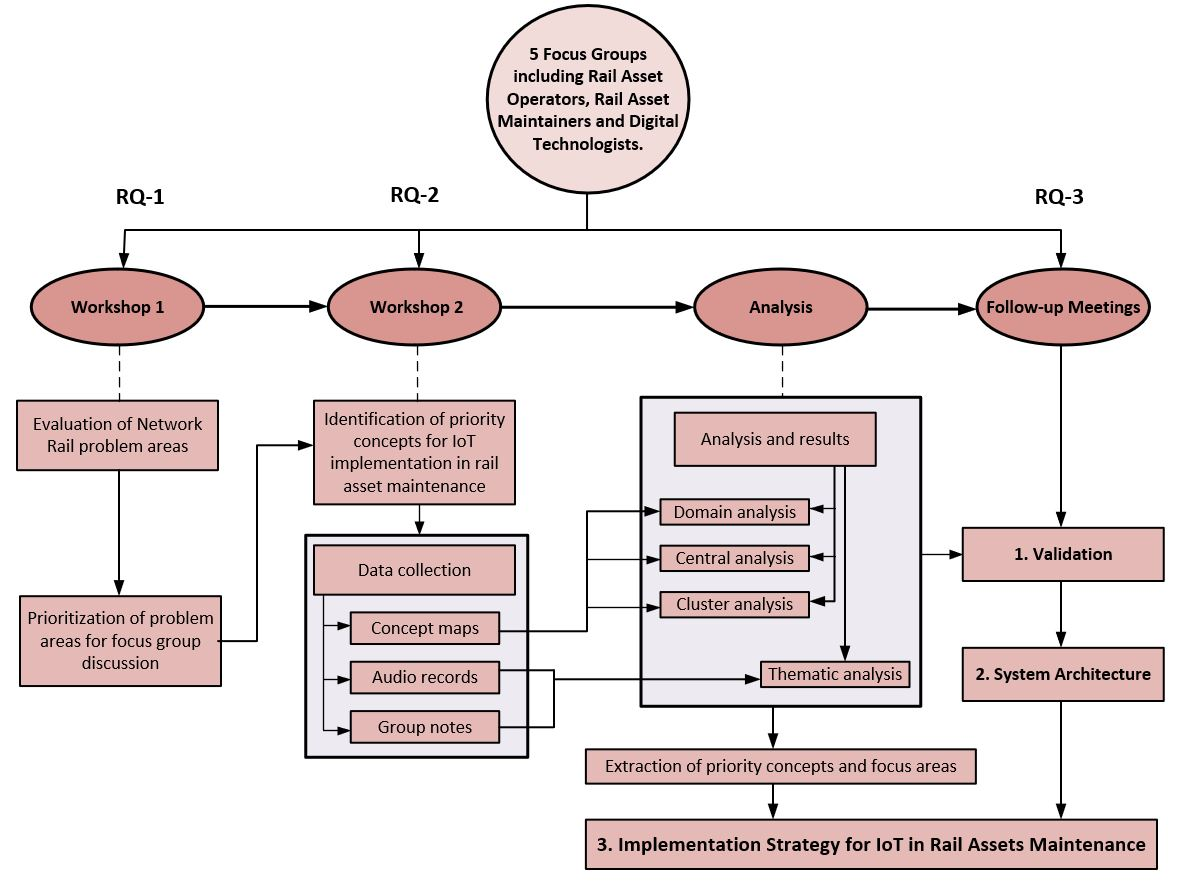 5 Focus Groups
including Rail Asset
Operators, Rail Asset
Maintainers and Digital
Technologists.
RQ-1
RQ-2
RQ-3
Workshop 1
Workshop 2
Analysis
Follow-up Meetings
Evaluation of Network
Rail problem areas
Prioritization of problem
areas for focus group
discussion
Identification of priority
concepts for IoT
implementation in rail
asset maintenance
Data collection
Concept maps
Audio records
Group notes
Analysis and results
Domain analysis
Central analysis
Cluster analysis
Thematic analysis
Extraction of priority concepts and focus areas
1. Validation
2. System Architecture
3. Implementation Strategy for IoT in Rail Assets Maintenance